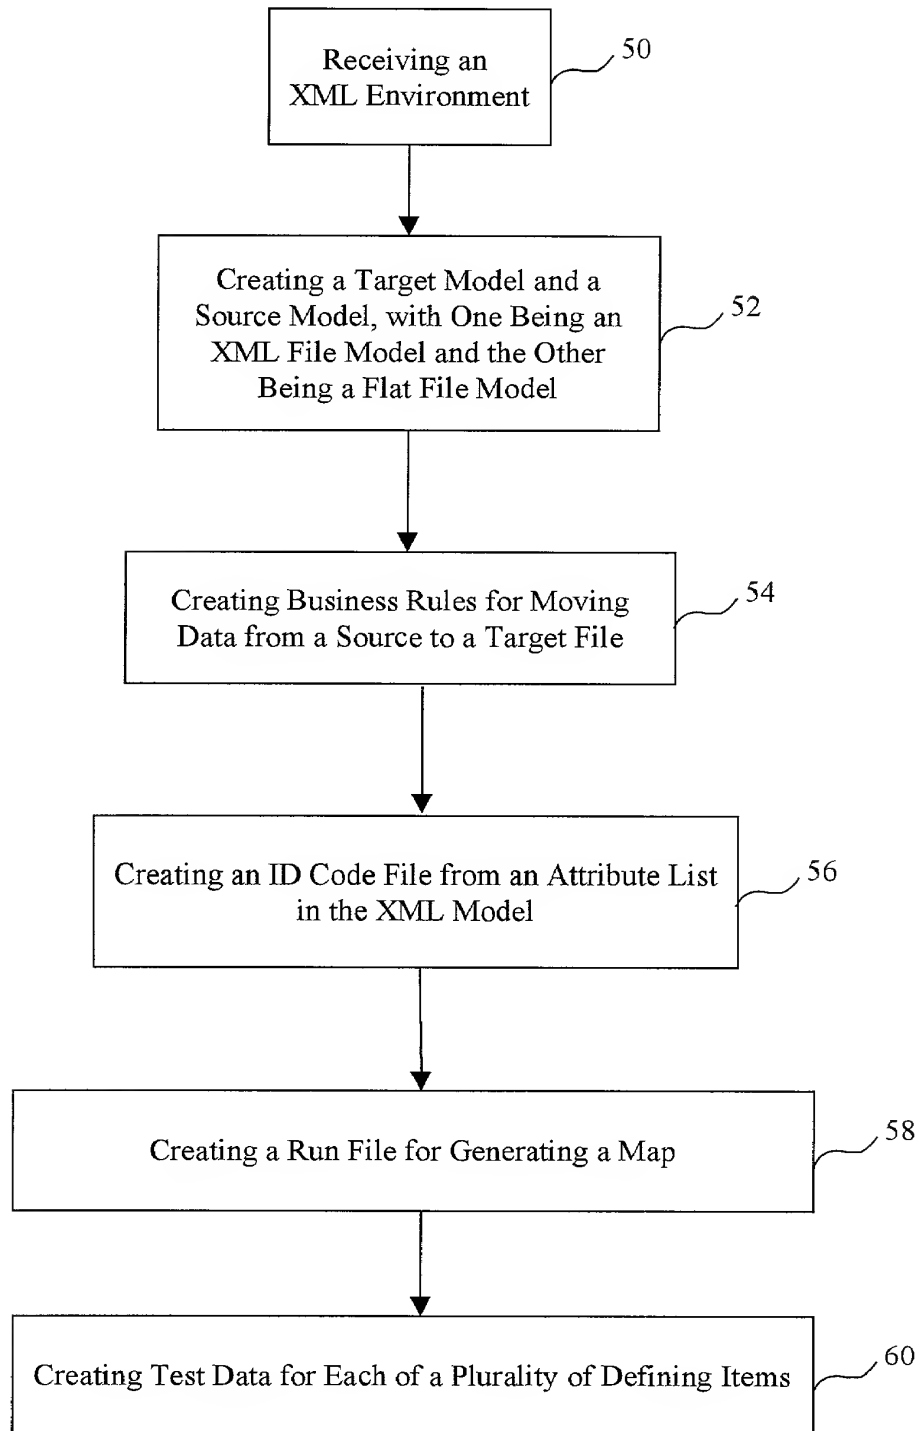 Receiving an
XML Environment
50
Creating a Target Model and a
Source Model, with One Being an
XML File Model and the Other
Being a Flat File Model
52
Creating Business Rules for Moving
Data from a Source to a Target File
54
Creating an ID Code File from an Attribute List
in the XML Model
56
Creating a Run File for Generating a Map
58
Creating Test Data for Each of a Plurality of Defining Items
60